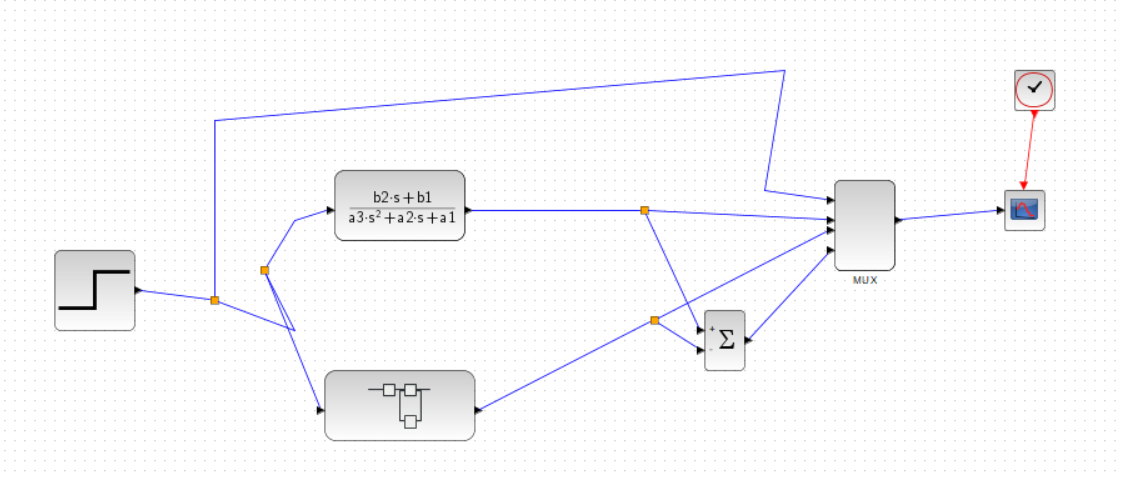 b2·s+b1
a3·s²+a2·s+a1
MUX
+
Σ
-